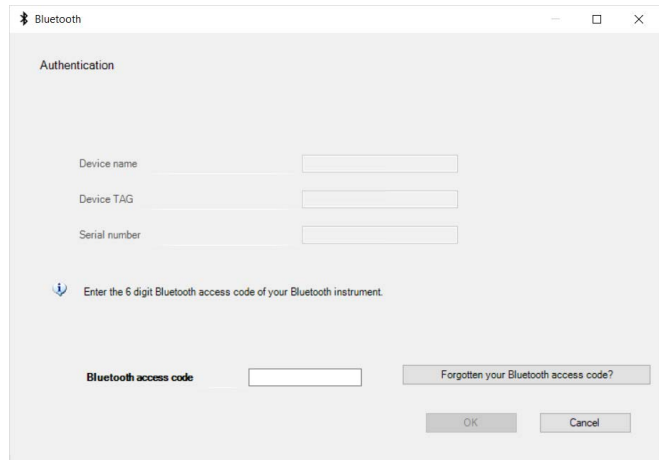 Bluetooth
Authentication
Device name
Device TAG
Serial number
Enter the 6 digit Bluetooth access code of your Bluetooth instrument.
Bluetooth access code
Forgotten your Bluetooth access code?
OK
Cancel